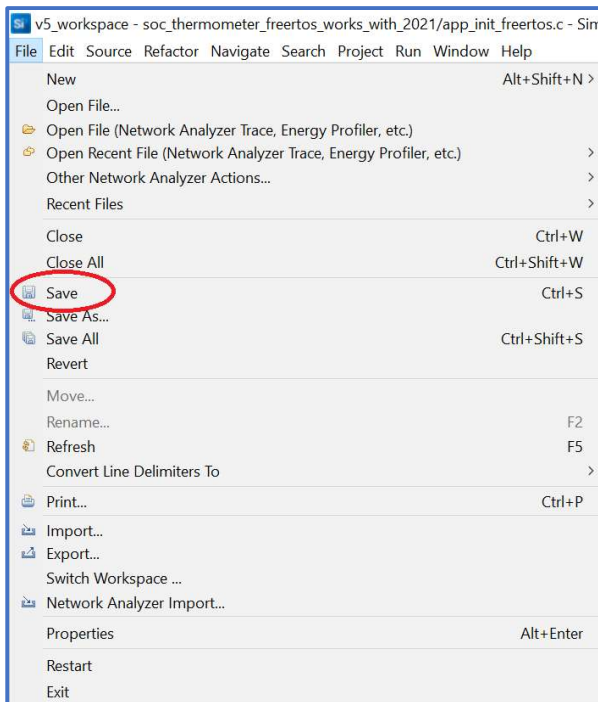 Si v5_workspace - soc_thermometer_freertos_works_with_2021/app_init_freertos.c - Sim
File Edit Source Refactor Navigate Search Project Run Window Help
New Alt+Shift+N >
Open File...
Open File (Network Analyzer Trace, Energy Profiler, etc.)
Open Recent File (Network Analyzer Trace, Energy Profiler, etc.) >
Other Network Analyzer Actions... >
Recent Files >
Close Ctrl+W
Close All Ctrl+Shift+W
Save Ctrl+S
Save As...
Save All Ctrl+Shift+S
Revert
Move...
Rename... F2
Refresh F5
Convert Line Delimiters To >
Print... Ctrl+P
Import...
Export...
Switch Workspace ...
Network Analyzer Import...
Properties Alt+Enter
Restart
Exit